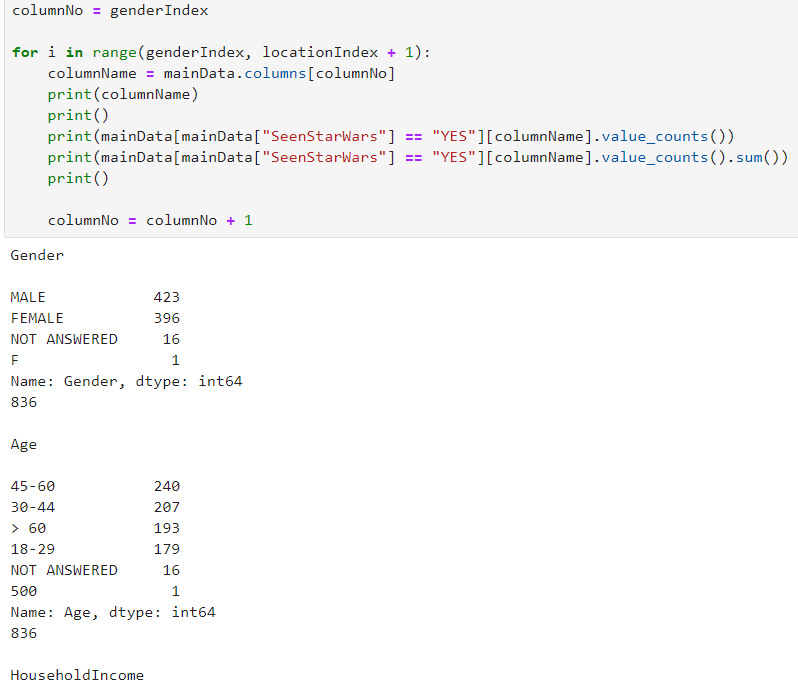 columnNo = genderIndex
for i in range(genderIndex, locationIndex + 1):
    columnName = mainData.columns[columnNo]
    print(columnName)
    print()
    print(mainData[mainData["SeenStarWars"] == "YES"][columnName].value_counts())
    print(mainData[mainData["SeenStarWars"] == "YES"][columnName].value_counts().sum())
    print()
    columnNo = columnNo + 1
Gender
MALE            423
FEMALE          396
NOT ANSWERED     16
F                 1
Name: Gender, dtype: int64
836
Age
45-60           240
30-44           207
> 60            193
18-29           179
NOT ANSWERED     16
500               1
Name: Age, dtype: int64
836
HouseholdIncome